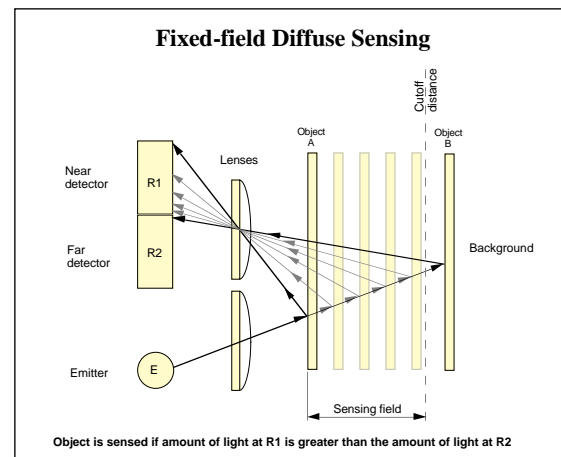 Fixed-field Diffuse Sensing
Cutoff
distance
Object
A
Object
B
Lenses
Near
detector
R1
Far
detector
R2
Background
Emitter
E
Sensing field
Object is sensed if amount of light at R1 is greater than the amount of light at R2